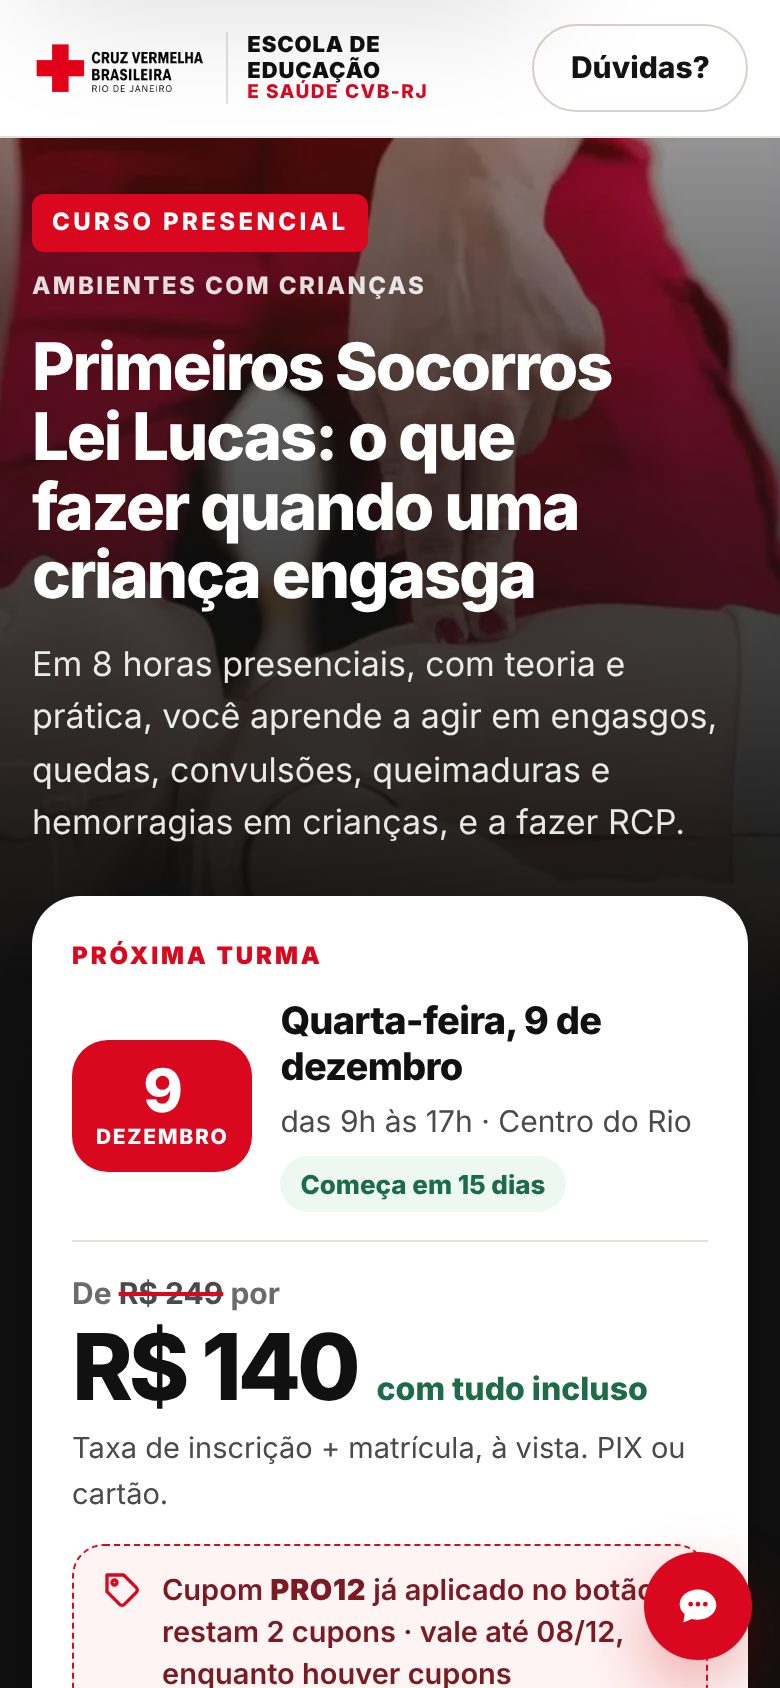 CRUZ VERMELHA
BRASILEIRA
RIO DE JANEIRO
ESCOLA DE
EDUCAÇÃO
E SAÚDE CVB-RJ
Dúvidas?
CURSO PRESENCIAL
AMBIENTES COM CRIANÇAS
Primeiros Socorros
Lei Lucas: o que
fazer quando uma
criança engasga
Em 8 horas presenciais, com teoria e
prática, você aprende a agir em engasgos,
quedas, convulsões, queimaduras e
hemorragias em crianças, e a fazer RCP.
PRÓXIMA TURMA
9
DEZEMBRO
Quarta-feira, 9 de
dezembro
das 9h às 17h · Centro do Rio
Começa em 15 dias
De R$ 249 por
R$ 140 com tudo incluso
Taxa de inscrição + matrícula, à vista. PIX ou
cartão.
Cupom PRO12 já aplicado no botão
restam 2 cupons · vale até 08/12,
enquanto houver cupons